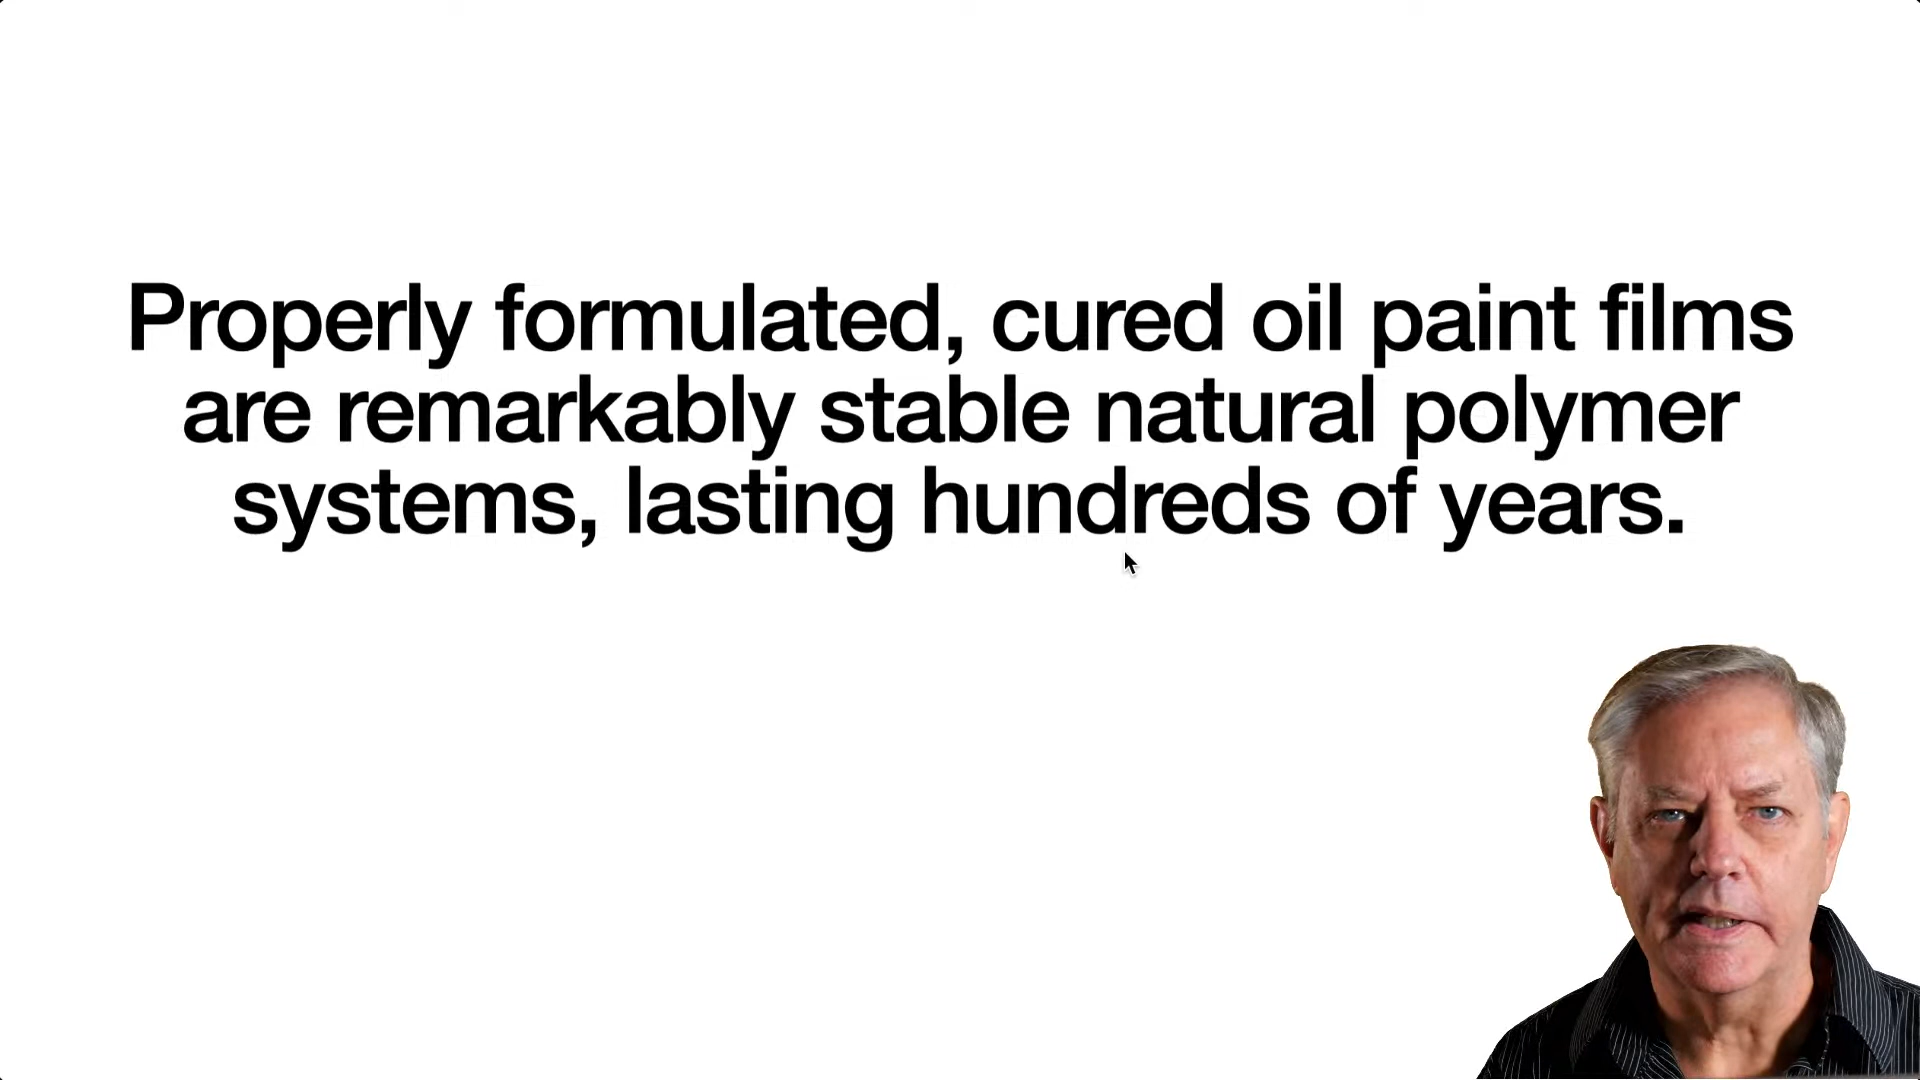 Properly formulated, cured oil paint films
are remarkably stable natural polymer
systems, lasting hundreds of years.